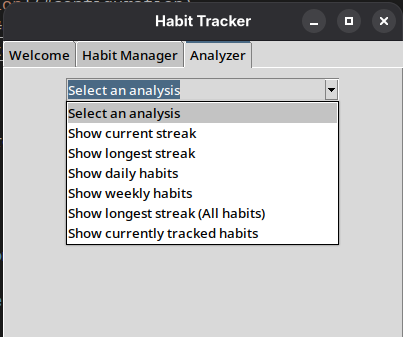 Habit Tracker
Welcome Habit Manager Analyzer
Select an analysis
Select an analysis
Show current streak
Show longest streak
Show daily habits
Show weekly habits
Show longest streak (All habits)
Show currently tracked habits